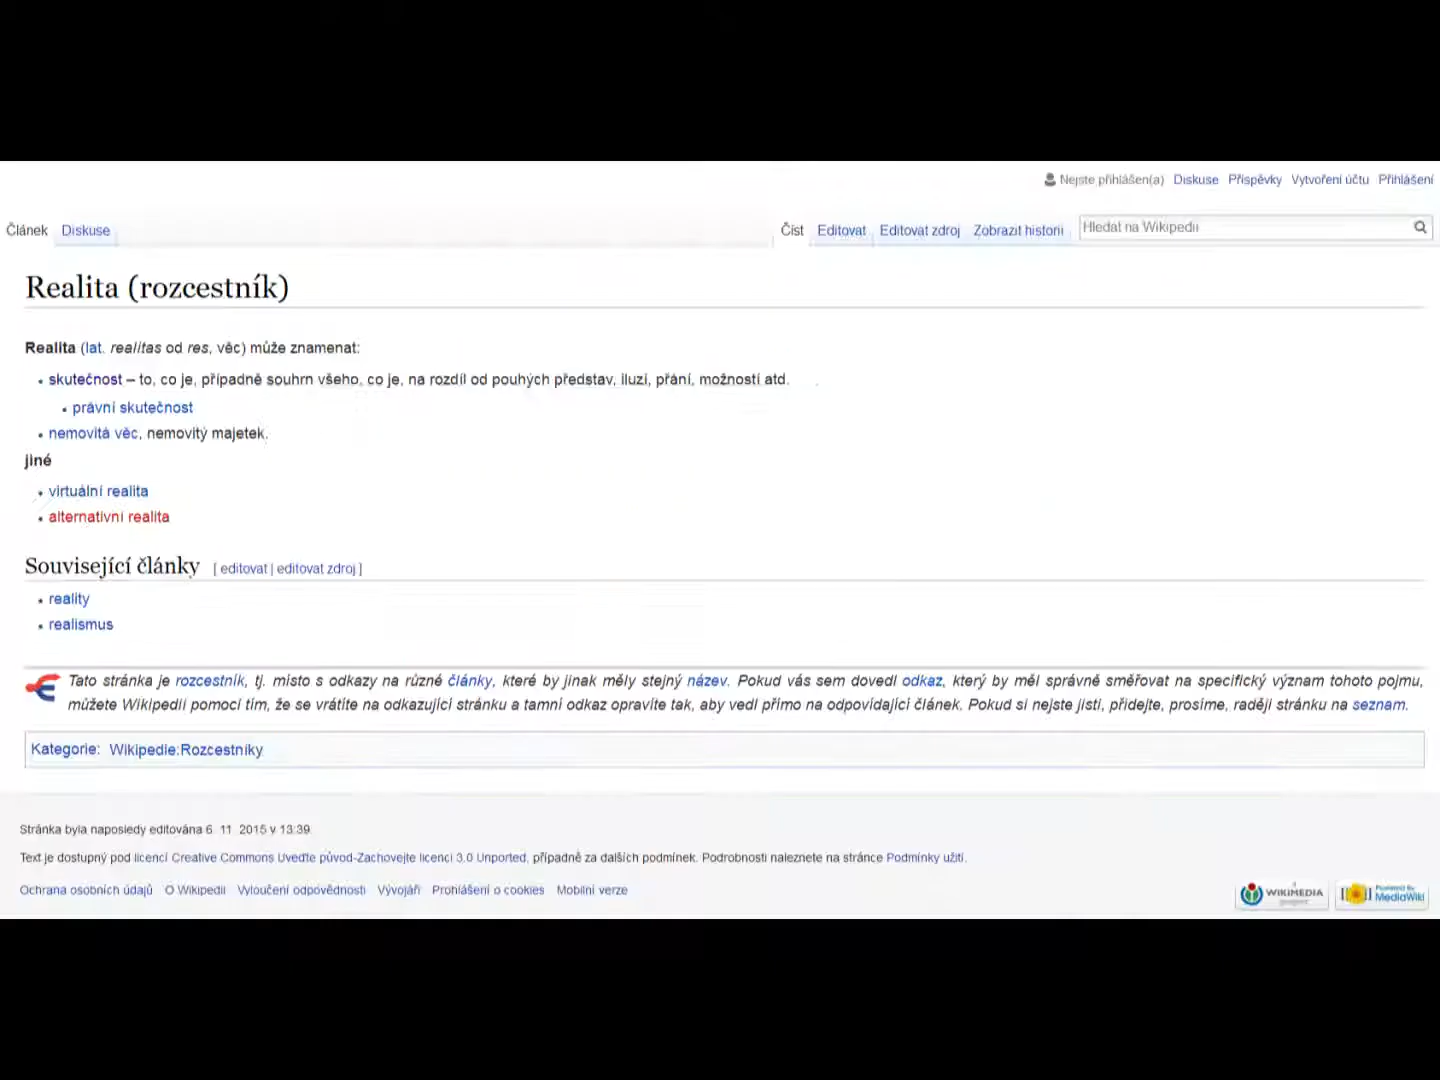 Nejste přihlášen(a) Diskuse Příspěvky Vytvoření účtu Přihlášení
Článek Diskuse Číst Editovat Editovat zdroj Zobrazit historii Hledat na Wikipedii
Realita (rozcestník)
Realita (lat. realitas od res, věc) může znamenat:
skutečnost – to, co je, případně souhrn všeho, co je, na rozdíl od pouhých představ, iluzí, přání, možností atd.
právní skutečnost
nemovitá věc, nemovitý majetek.
jiné
virtuální realita
alternativní realita
Související články [ editovat | editovat zdroj ]
reality
realismus
Tato stránka je rozcestník, tj. místo s odkazy na různé články, které by jinak měly stejný název. Pokud vás sem dovedl odkaz, který by měl správně směřovat na specifický význam tohoto pojmu,
můžete Wikipedii pomoci tím, že se vrátíte na odkazující stránku a tamní odkaz opravíte tak, aby vedl přímo na odpovídající článek. Pokud si nejste jisti, přidejte, prosíme, raději stránku na seznam.
Kategorie: Wikipedie:Rozcestníky
Stránka byla naposledy editována 6. 11. 2015 v 13:39.
Text je dostupný pod licencí Creative Commons Uveďte původ-Zachovejte licenci 3.0 Unported, případně za dalších podmínek. Podrobnosti naleznete na stránce Podmínky užití.
Ochrana osobních údajů O Wikipedii Vyloučení odpovědnosti Vývojáři Prohlášení o cookies Mobilní verze
A WIKIMEDIA project Powered By MediaWiki